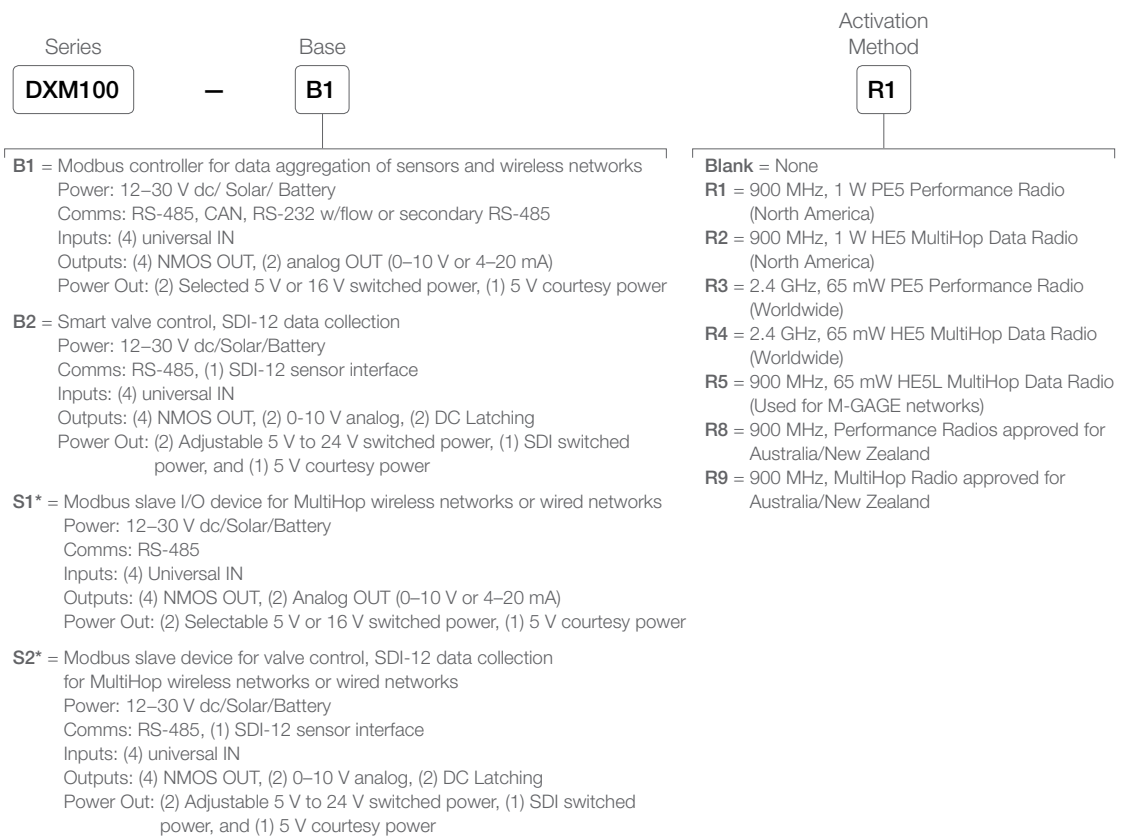 Series
Base
Activation
Method
DXM100
–
B1
R1
B1 = Modbus controller for data aggregation of sensors and wireless networks
Power: 12–30 V dc/ Solar/ Battery
Comms: RS-485, CAN, RS-232 w/flow or secondary RS-485
Inputs: (4) universal IN
Outputs: (4) NMOS OUT, (2) analog OUT (0–10 V or 4–20 mA)
Power Out: (2) Selected 5 V or 16 V switched power, (1) 5 V courtesy power
B2 = Smart valve control, SDI-12 data collection
Power: 12–30 V dc/Solar/Battery
Comms: RS-485, (1) SDI-12 sensor interface
Inputs: (4) universal IN
Outputs: (4) NMOS OUT, (2) 0-10 V analog, (2) DC Latching
Power Out: (2) Adjustable 5 V to 24 V switched power, (1) SDI switched
power, and (1) 5 V courtesy power
S1* = Modbus slave I/O device for MultiHop wireless networks or wired networks
Power: 12–30 V dc/Solar/Battery
Comms: RS-485
Inputs: (4) Universal IN
Outputs: (4) NMOS OUT, (2) Analog OUT (0–10 V or 4–20 mA)
Power Out: (2) Selectable 5 V or 16 V switched power, (1) 5 V courtesy power
S2* = Modbus slave device for valve control, SDI-12 data collection
for MultiHop wireless networks or wired networks
Power: 12–30 V dc/Solar/Battery
Comms: RS-485, (1) SDI-12 sensor interface
Inputs: (4) universal IN
Outputs: (4) NMOS OUT, (2) 0–10 V analog, (2) DC Latching
Power Out: (2) Adjustable 5 V to 24 V switched power, (1) SDI switched
power, and (1) 5 V courtesy power
Blank = None
R1 = 900 MHz, 1 W PE5 Performance Radio
(North America)
R2 = 900 MHz, 1 W HE5 MultiHop Data Radio
(North America)
R3 = 2.4 GHz, 65 mW PE5 Performance Radio
(Worldwide)
R4 = 2.4 GHz, 65 mW HE5 MultiHop Data Radio
(Worldwide)
R5 = 900 MHz, 65 mW HE5L MultiHop Data Radio
(Used for M-GAGE networks)
R8 = 900 MHz, Performance Radios approved for
Australia/New Zealand
R9 = 900 MHz, MultiHop Radio approved for
Australia/New Zealand